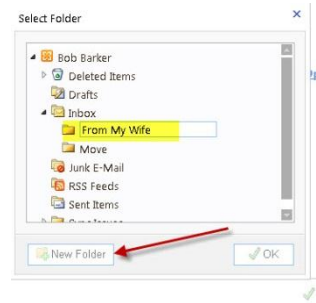 Select Folder
Bob Barker
Deleted Items
Drafts
Inbox
From My Wife
Move
Junk E-Mail
RSS Feeds
Sent Items
New Folder
OK